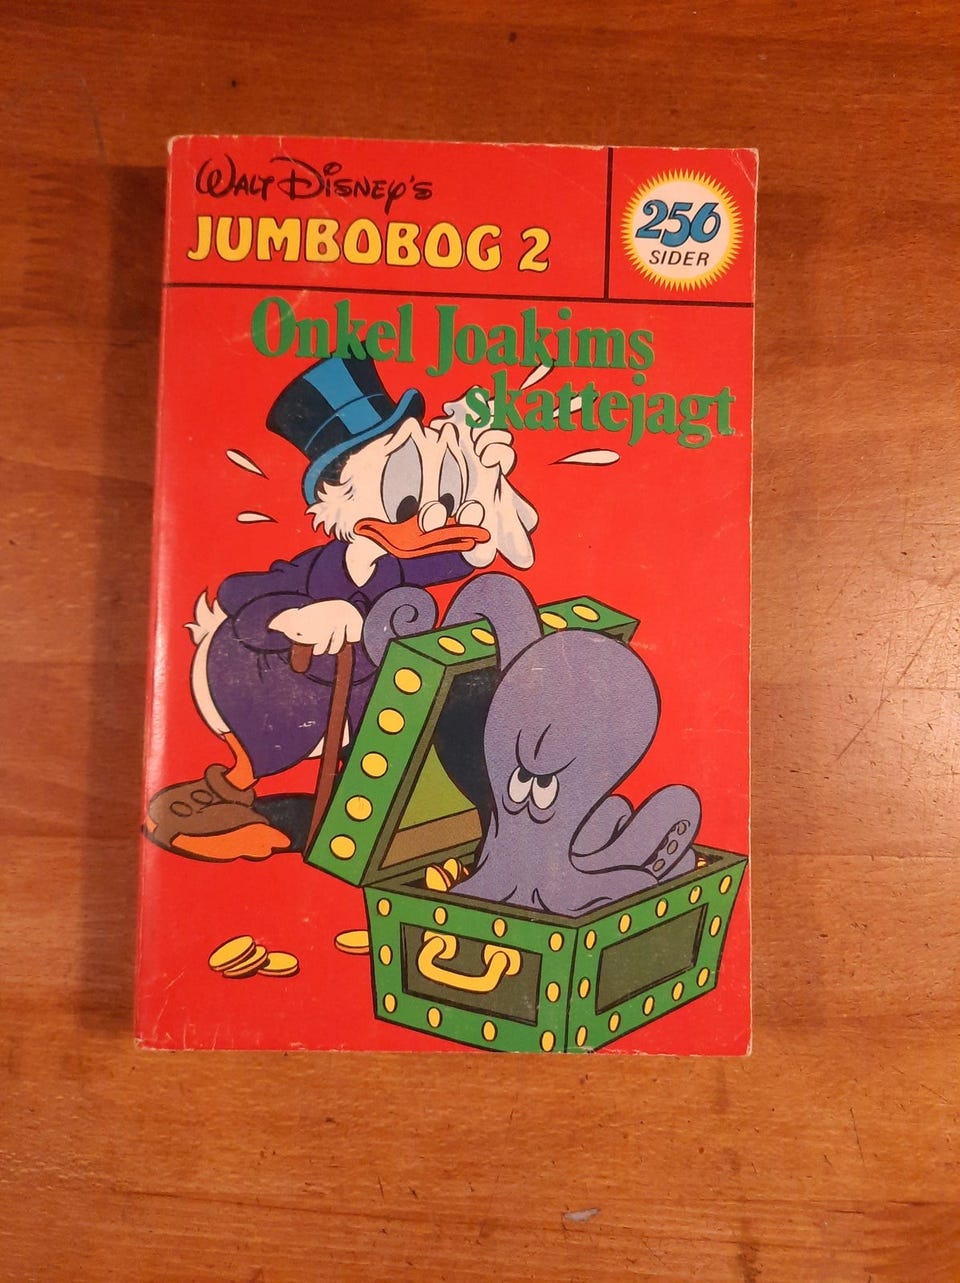 WALT DISNEY'S
JUMBOBOG 2
256
SIDER
Onkel Joakims
skattejagt